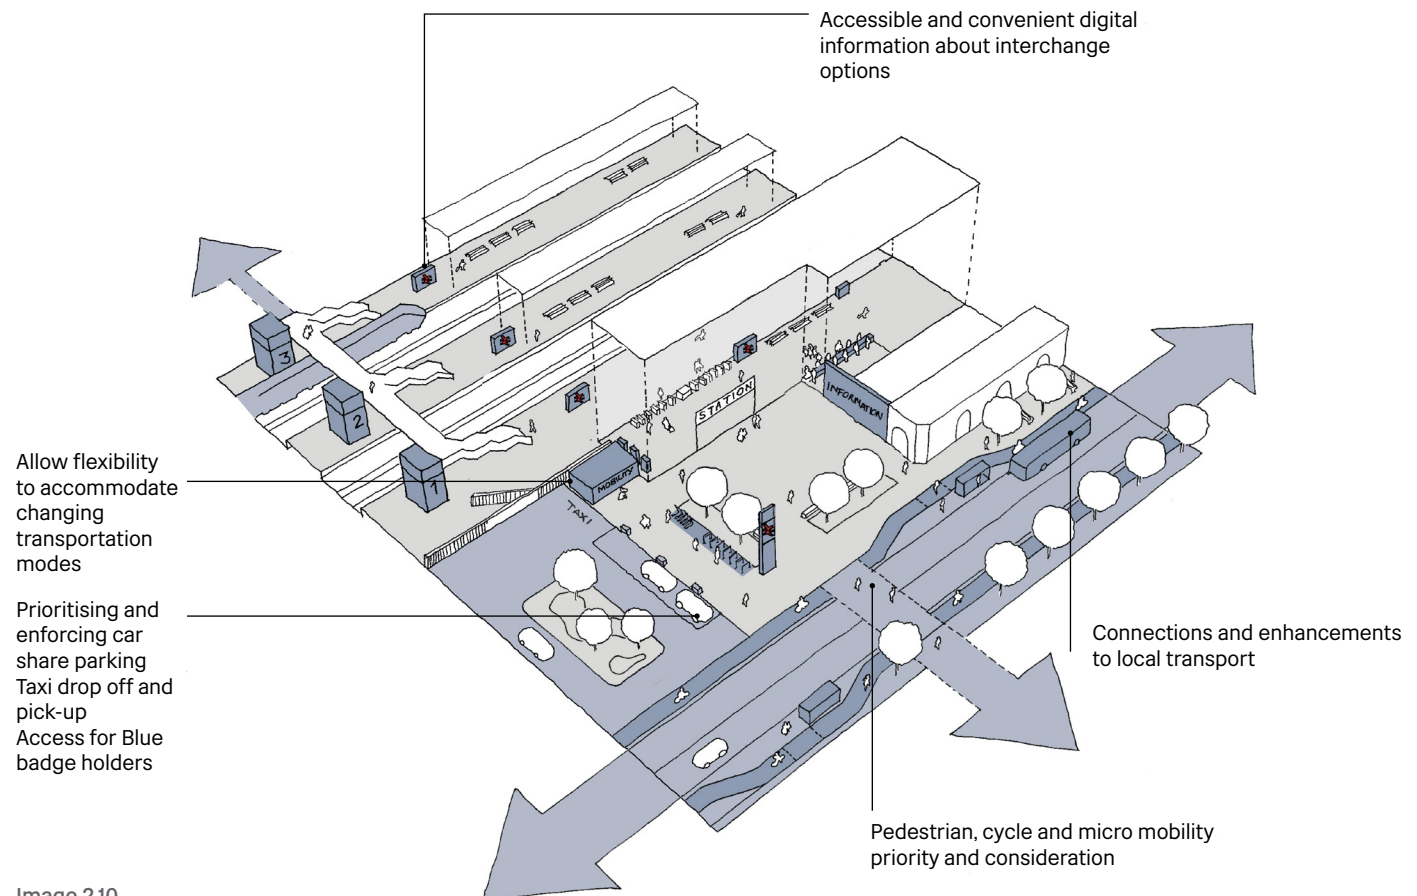 Accessible and convenient digital
information about interchange
options
3
2
1
STATION
INFORMATION
MOBILITY
TAXI
Allow flexibility
to accommodate
changing
transportation
modes
Prioritising and
enforcing car
share parking
Taxi drop off and
pick-up
Access for Blue
badge holders
Connections and enhancements
to local transport
Pedestrian, cycle and micro mobility
priority and consideration
Image 2.10